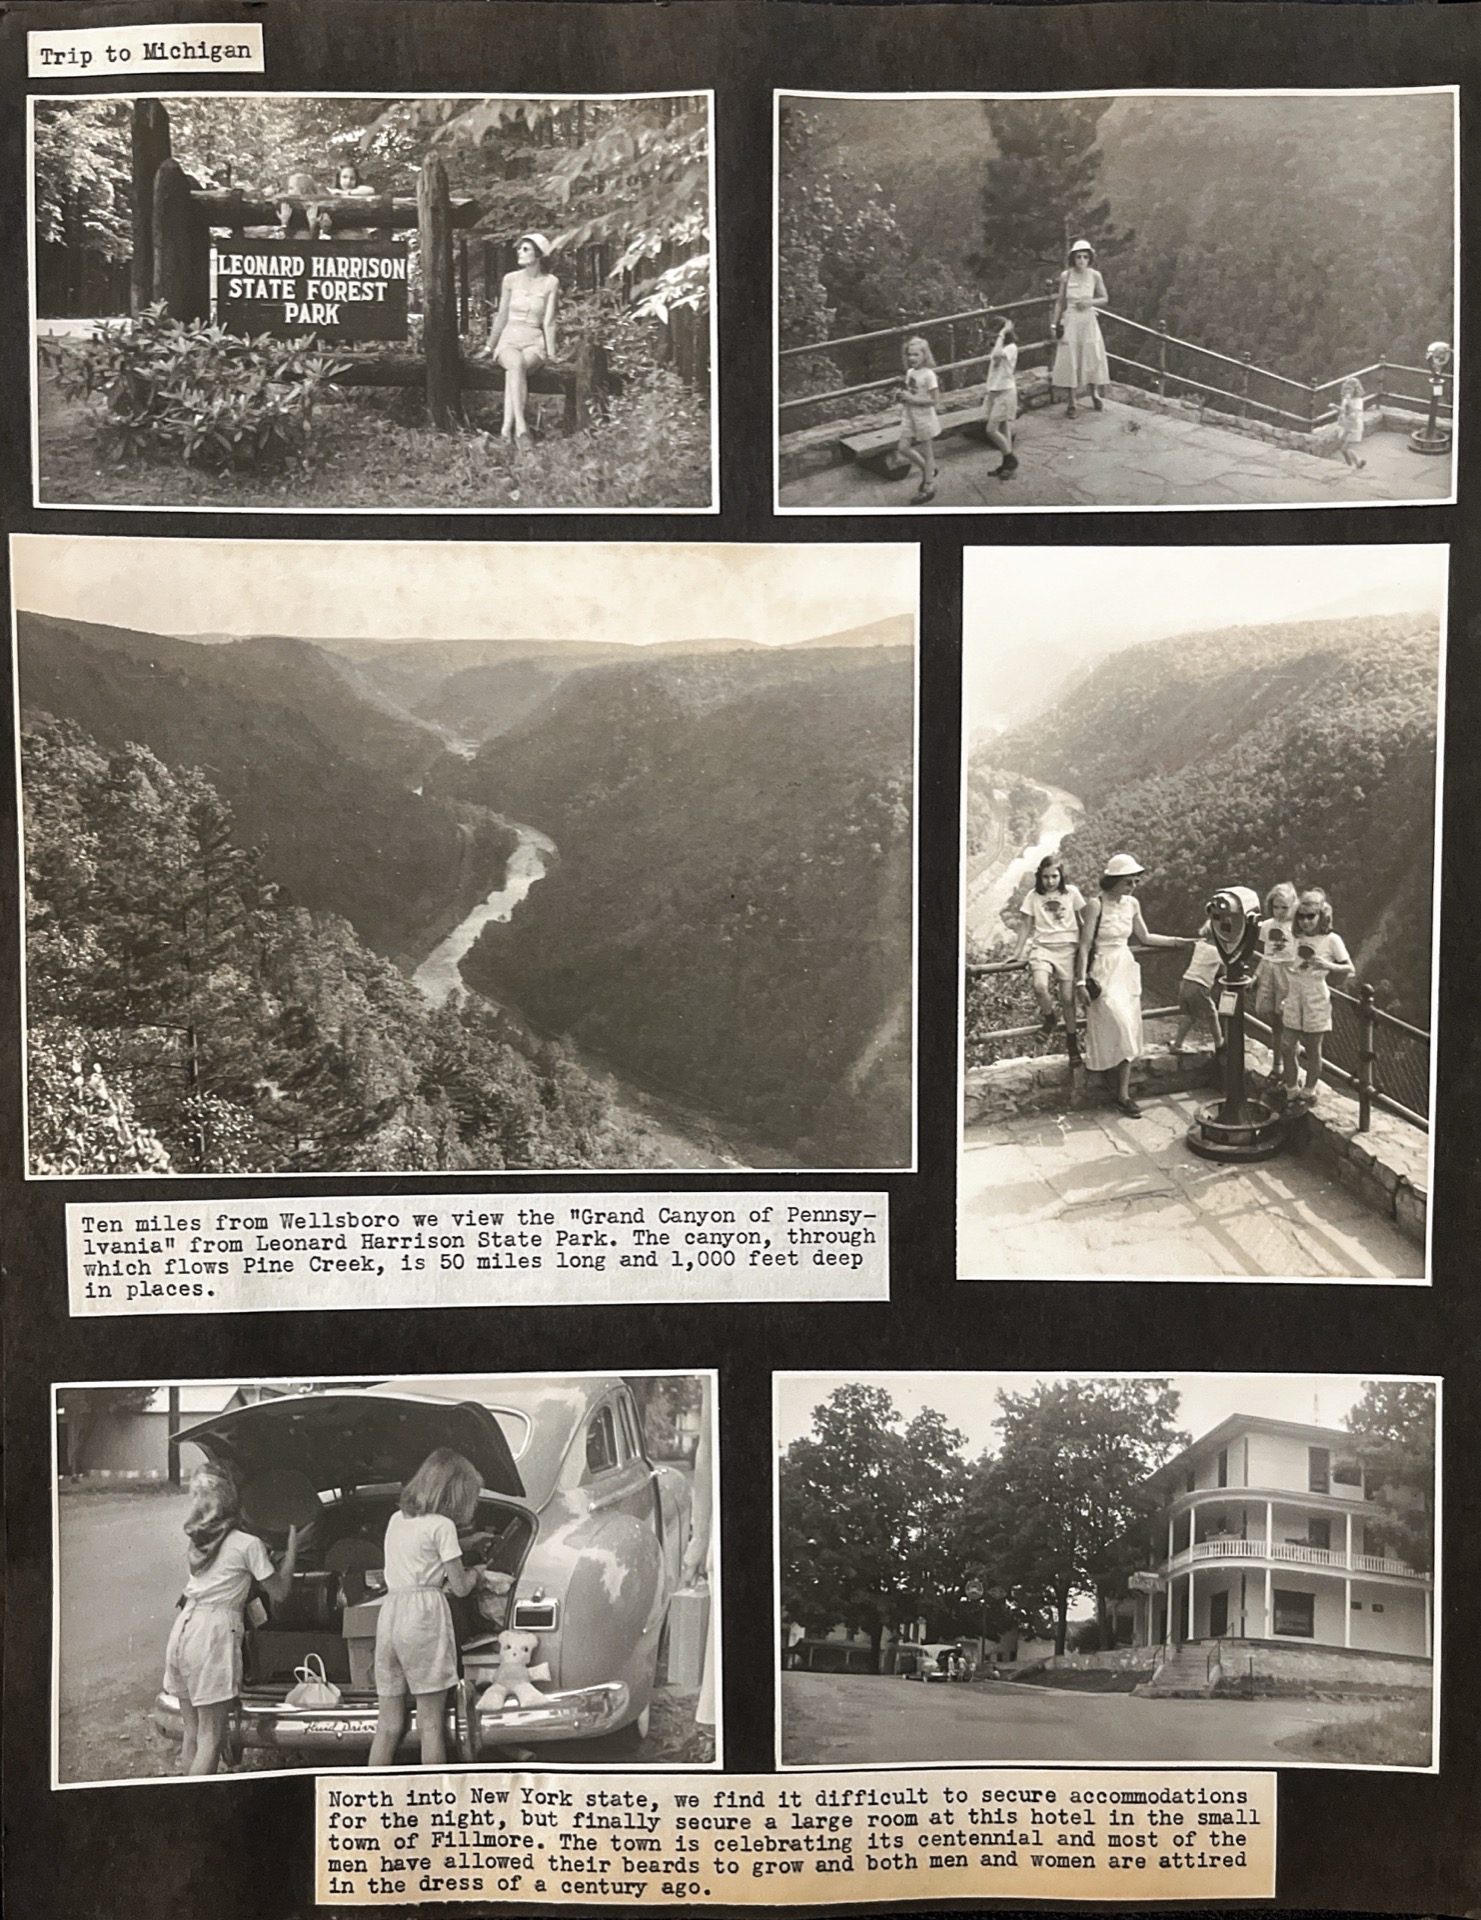 Trip to Michigan
LEONARD HARRISON
STATE FOREST
PARK
Ten miles from Wellsboro we view the "Grand Canyon of Pennsy-
lvania" from Leonard Harrison State Park. The canyon, through
which flows Pine Creek, is 50 miles long and 1,000 feet deep
in places.
Fluid Drive
North into New York state, we find it difficult to secure accommodations
for the night, but finally secure a large room at this hotel in the small
town of Fillmore. The town is celebrating its centennial and most of the
men have allowed their beards to grow and both men and women are attired
in the dress of a century ago.